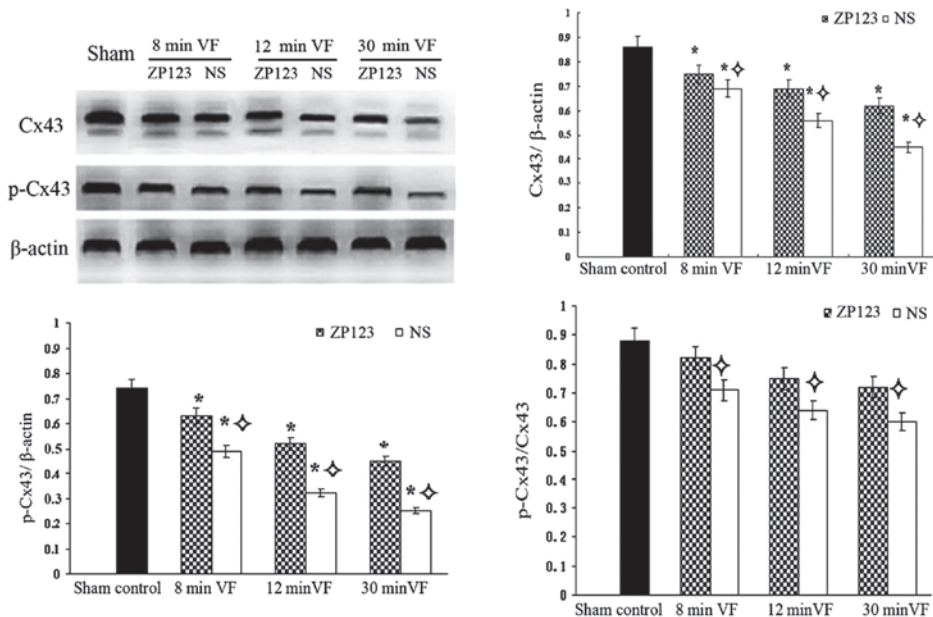 Sham 8 min VF 12 min VF 30 min VF
ZP123 NS ZP123 NS ZP123 NS
Cx43
p-Cx43
β-actin
ZP123 NS
Cx43/ β-actin
1
0.9
0.8
0.7
0.6
0.5
0.4
0.3
0.2
0.1
0
* *✧ * *✧ * *✧
Sham control 8 min VF 12 minVF 30 minVF
ZP123 NS
p-Cx43/ β-actin
1
0.9
0.8
0.7
0.6
0.5
0.4
0.3
0.2
0.1
0
* *✧ * *✧ * *✧
Sham control 8 min VF 12 minVF 30 minVF
ZP123 NS
p-Cx43/Cx43
1
0.9
0.8
0.7
0.6
0.5
0.4
0.3
0.2
0.1
0
✧ ✧ ✧
Sham control 8 min VF 12 minVF 30 minVF